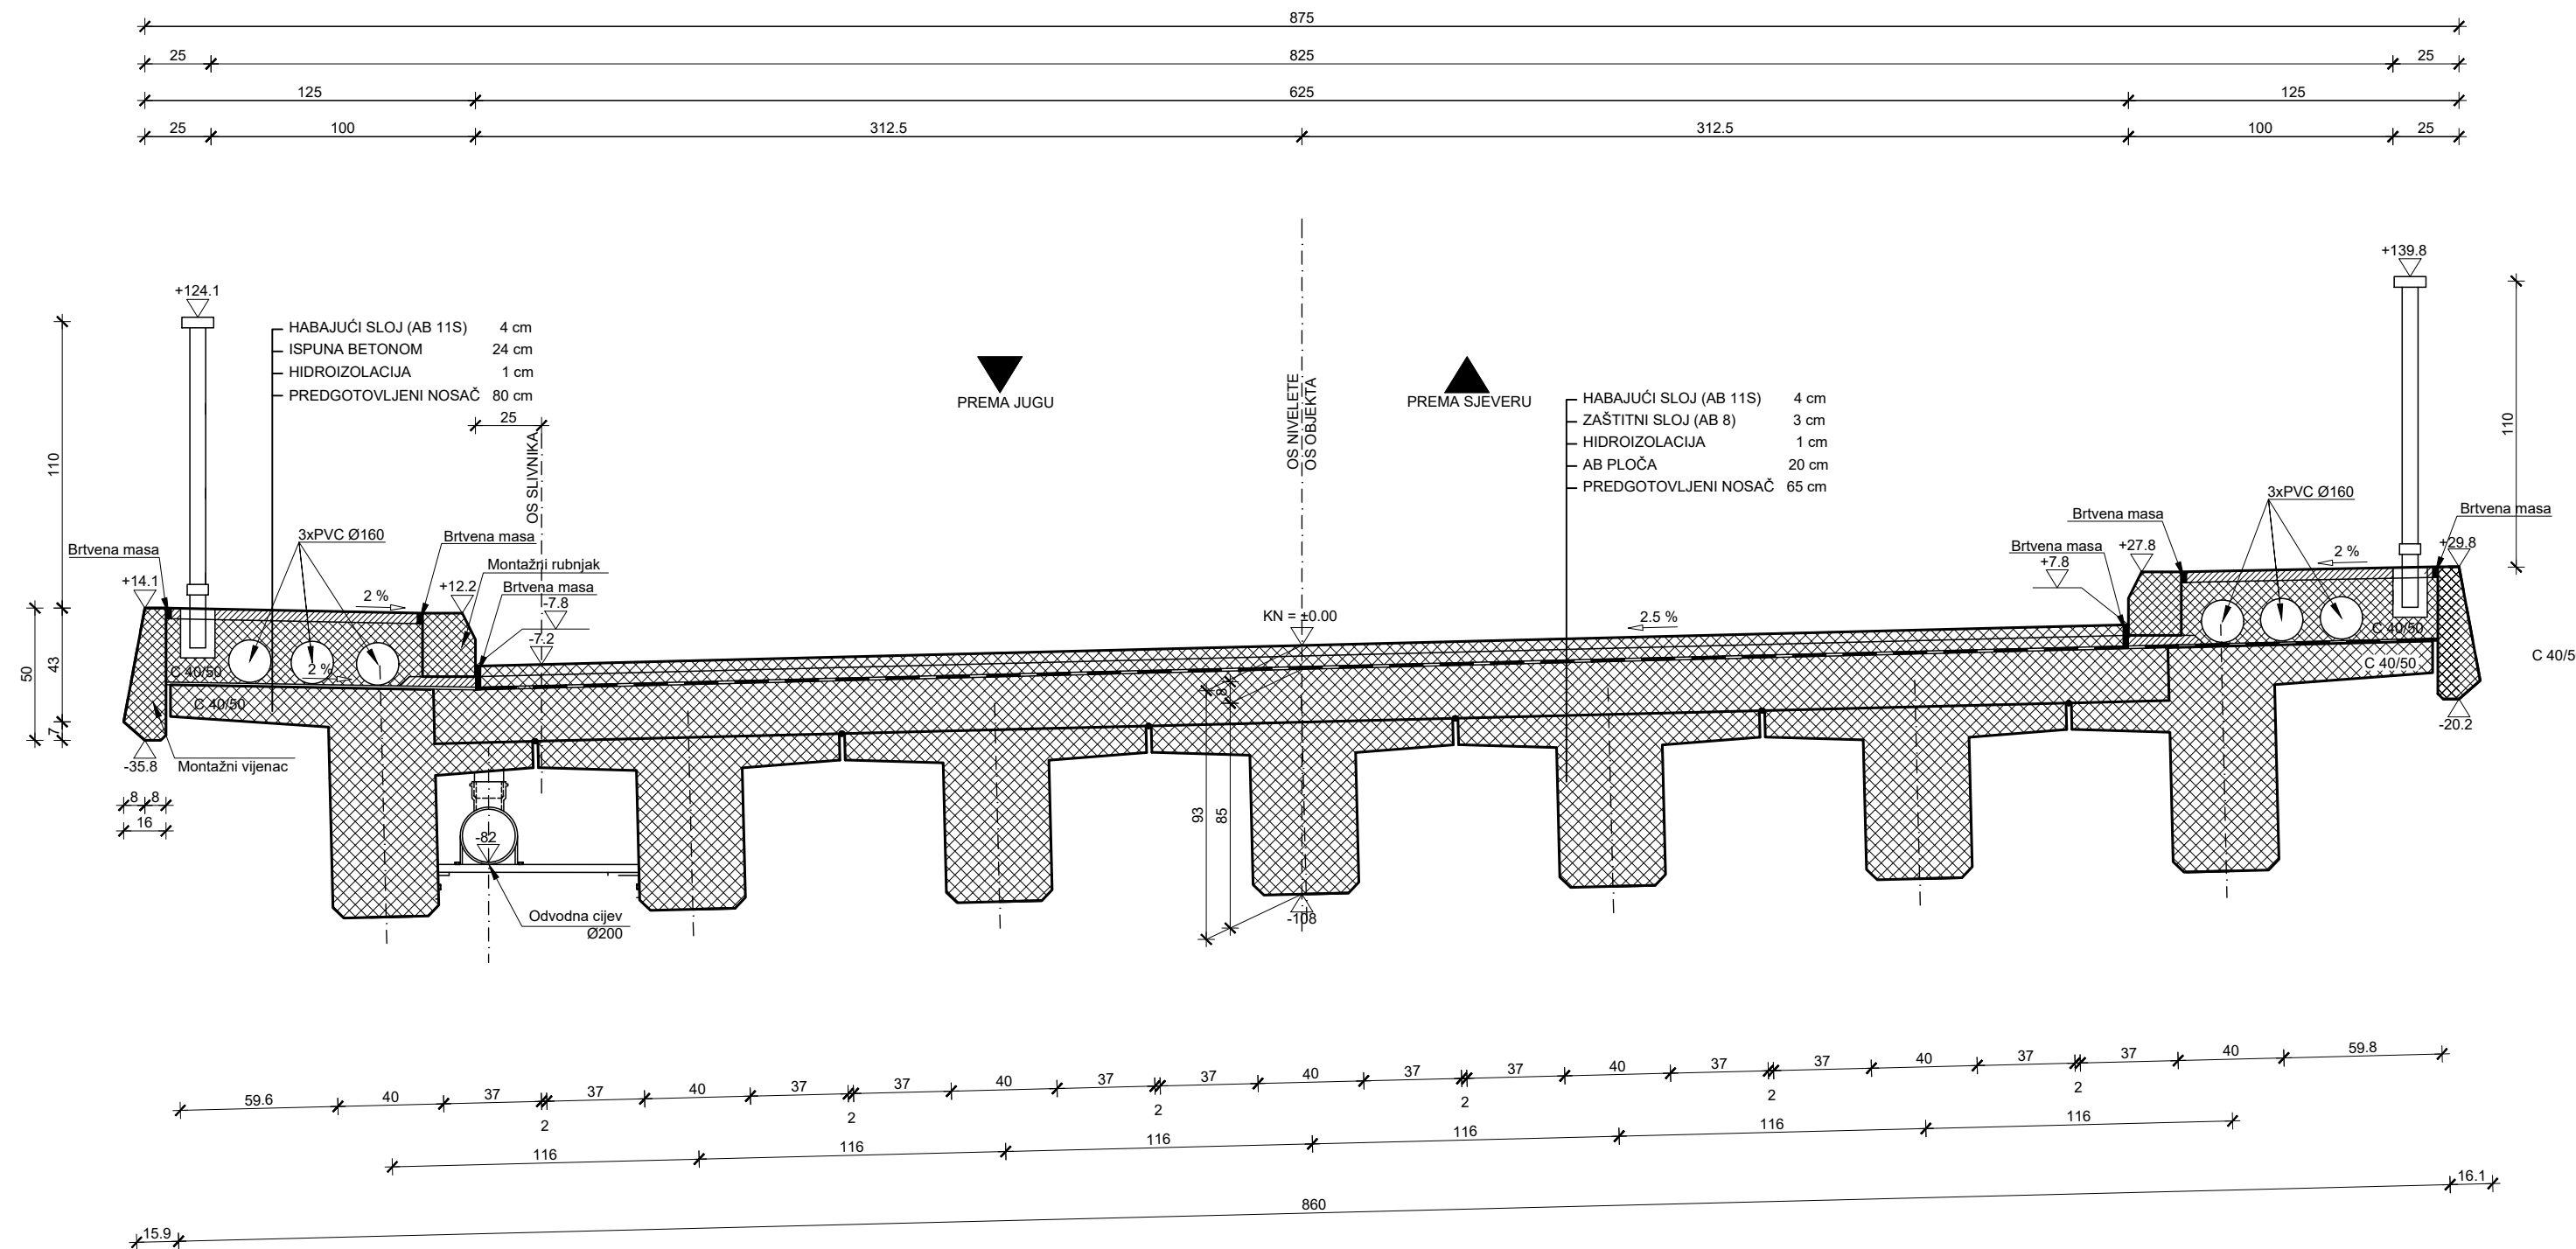 875
25 825 25
125 625 125
25 100 312.5 312.5 100 25
+124.1
+139.8
HABAJUĆI SLOJ (AB 11S) 4 cm
ISPUNA BETONOM 24 cm
HIDROIZOLACIJA 1 cm
PREDGOTOVLJENI NOSAČ 80 cm
25
OS SLIVNIKA
PREMA JUGU
OS NIVELETE
OS OBJEKTA
PREMA SJEVERU
HABAJUĆI SLOJ (AB 11S) 4 cm
ZAŠTITNI SLOJ (AB 8) 3 cm
HIDROIZOLACIJA 1 cm
AB PLOČA 20 cm
PREDGOTOVLJENI NOSAČ 65 cm
110
110
Brtvena masa
3xPVC Ø160
Brtvena masa
Montažni rubnjak
Brtvena masa
+14.1
2 %
+12.2
-7.8
-7.2
KN = ±0.00
2.5 %
Brtvena masa
Brtvena masa
+7.8
+27.8
3xPVC Ø160
Brtvena masa
2 %
+29.8
50
43
7
C 40/50
2 %
C 40/50
C 40/50
C 40/50
C 40/5
-35.8
Montažni vijenac
-20.2
8 8
16
8
93
85
-82
-108
Odvodna cijev
Ø200
59.6 40 37 37 40 37 37 40 37 37 40 37 37 40 37 37 40 37 37 40 59.8
2 2 2 2 2 2
116 116 116 116 116 116
15.9 860 16.1